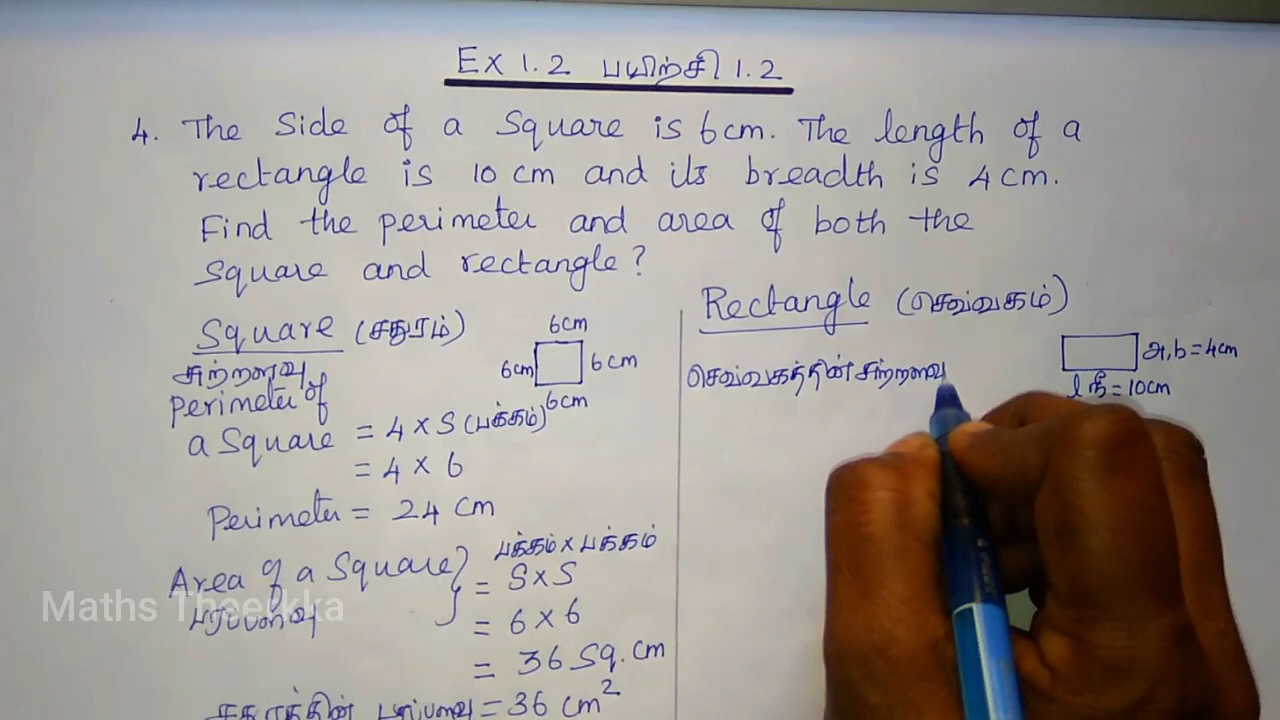 Ex 1.2 பயிற்சி 1.2
4. The Side of a Square is 6cm. The length of a
rectangle is 10 cm and its breadth is 4 cm.
Find the perimeter and area of both the
square and rectangle?
Square (சதுரம்)
6cm
6cm 6cm
6cm
சுற்றளவு
Perimeter of
a Square = 4 × S (பக்கம்)
= 4 × 6
Perimeter = 24 cm
Area of a Square } பக்கம் × பக்கம்
= S × S
பரப்பளவு
= 6 × 6
= 36 Sq. cm
சதுரத்தின் பரப்பளவு = 36 cm²
Rectangle (செவ்வகம்)
அ, b = 4cm
l நீ = 10cm
செவ்வகத்தின் சுற்றளவு
Maths Theerkka